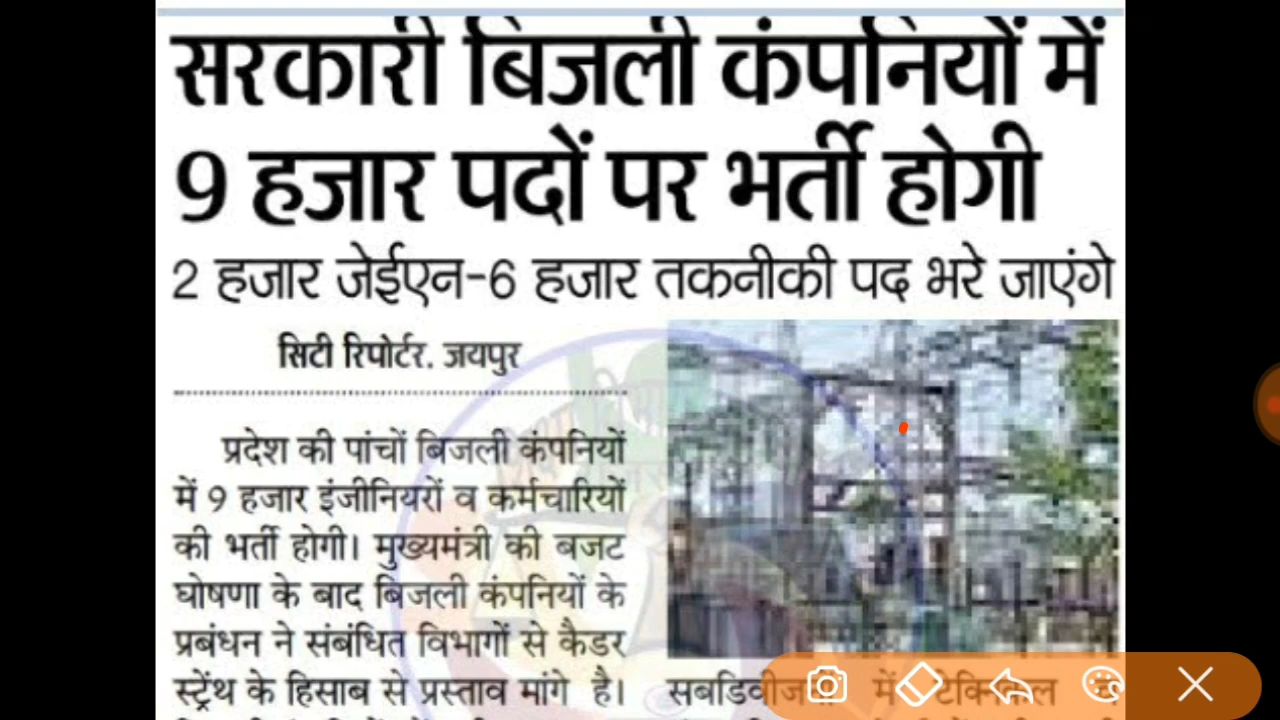 सरकारी बिजली कंपनियों में
9 हजार पदों पर भर्ती होगी
2 हजार जेईएन-6 हजार तकनीकी पद भरे जाएंगे
सिटी रिपोर्टर. जयपुर
प्रदेश की पांचों बिजली कंपनियों
में 9 हजार इंजीनियरों व कर्मचारियों
की भर्ती होगी। मुख्यमंत्री की बजट
घोषणा के बाद बिजली कंपनियों के
प्रबंधन ने संबंधित विभागों से कैडर
स्ट्रेंथ के हिसाब से प्रस्ताव मांगे है।
में